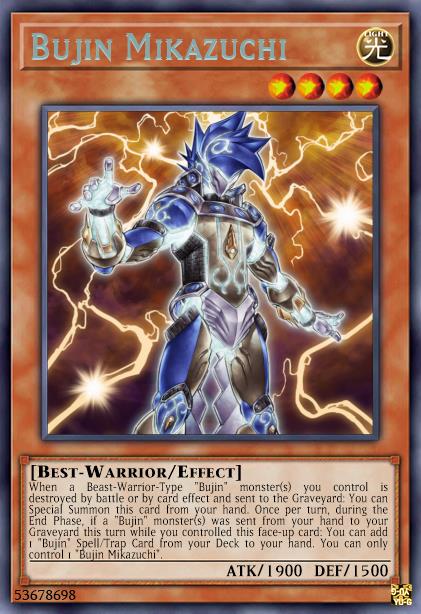 Bujin Mikazuchi
LIGHT
光
[Best-Warrior/Effect]
When a Beast-Warrior-Type "Bujin" monster(s) you control is
destroyed by battle or by card effect and sent to the Graveyard: You can
Special Summon this card from your hand. Once per turn, during the
End Phase, if a "Bujin" monster(s) was sent from your hand to your
Graveyard this turn while you controlled this face-up card: You can add
1 "Bujin" Spell/Trap Card from your Deck to your hand. You can only
control 1 "Bujin Mikazuchi".
ATK/1900 DEF/1500
53678698